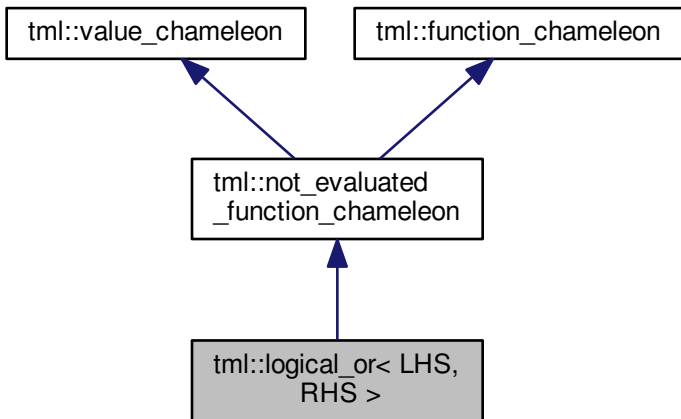 tml::value_chameleon
tml::function_chameleon
tml::not_evaluated
_function_chameleon
tml::logical_or< LHS,
RHS >